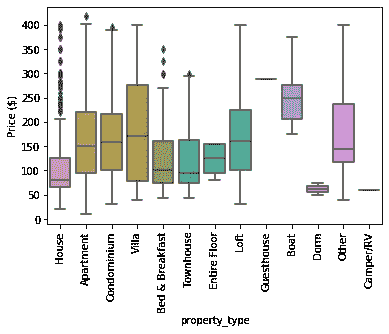 400
350
300
250
200
150
100
50
0
Price ($)
House
Apartment
Condominium
Villa
Bed & Breakfast
Townhouse
Entire Floor
Loft
Guesthouse
Boat
Dorm
Other
Camper/RV
property_type